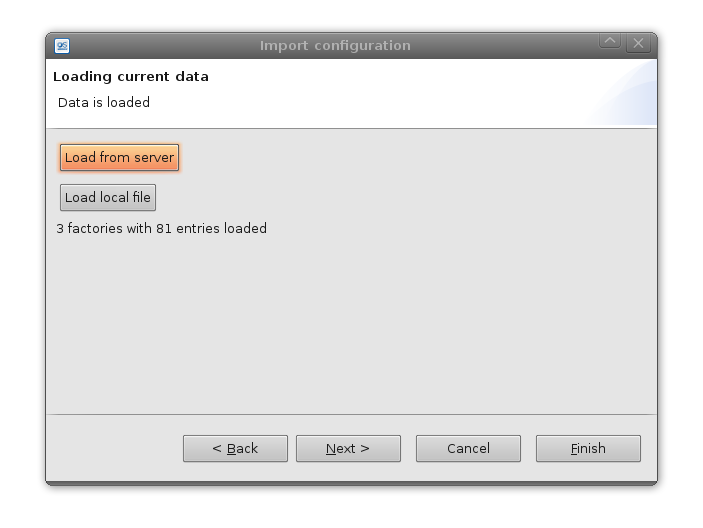 Import configuration
Loading current data
Data is loaded
Load from server
Load local file
3 factories with 81 entries loaded
< Back Next > Cancel Finish